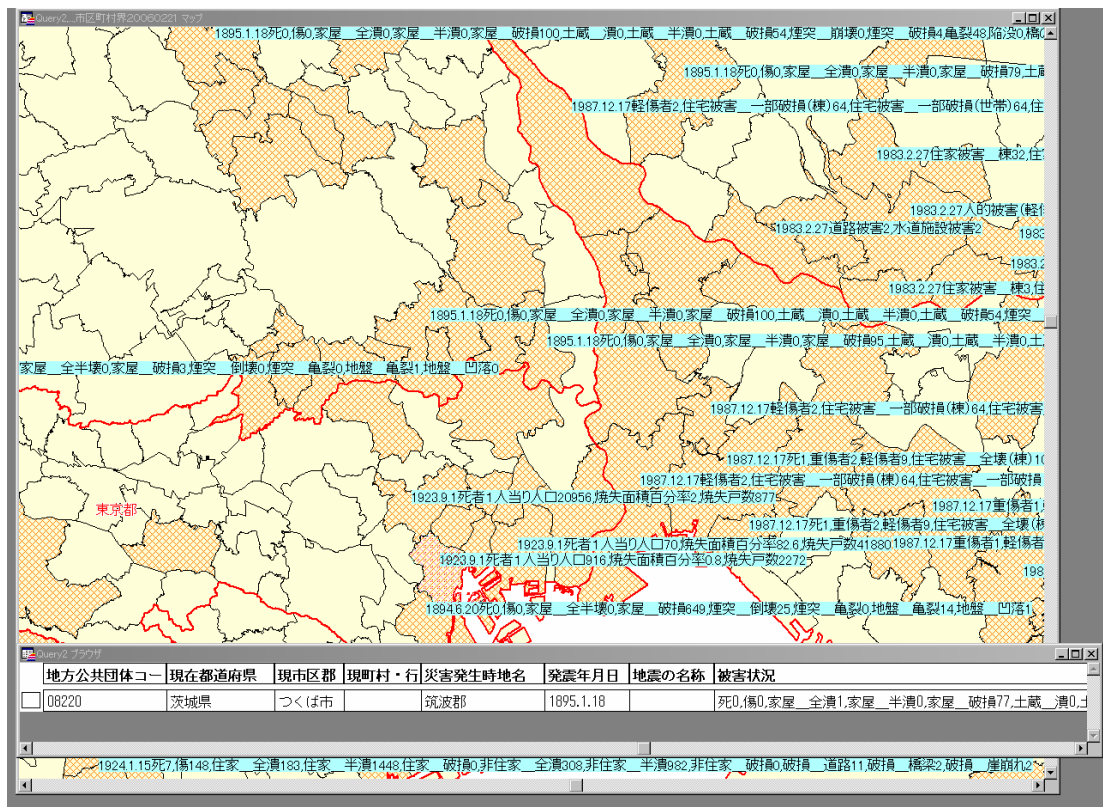 Query2,...市区町村界20060221 マップ
1895.1.18死0,傷0,家屋__全潰0,家屋__半潰0,家屋__破損100,土蔵__潰0,土蔵__半潰0,土蔵__破損54,煙突__崩壊0,煙突__破損4,亀裂48,陥没0,橋
1895.1.18死0,傷0,家屋__全潰0,家屋__半潰0,家屋__破損79,土蔵
1987.12.17軽傷者2,住宅被害__一部破損(棟)64,住宅被害__一部破損(世帯)64,住
1983.2.27住家被害__棟32,住
1983.2.27人的被害(軽
1983.2.27道路被害2,水道施設被害2
1983
1983.2
1983.2.27住家被害__棟3,住
1895.1.18死0,傷0,家屋__全潰0,家屋__半潰0,家屋__破損100,土蔵__潰0,土蔵__半潰0,土蔵__破損54,煙突__
1895.1.18死0,傷0,家屋__全潰0,家屋__半潰0,家屋__破損95,土蔵__潰0,土蔵__半潰0,土
家屋__全半壊0,家屋__破損3,煙突__倒壊0,煙突__亀裂0,地盤__亀裂1,地盤__凹落0
1987.12.17軽傷者2,住宅被害__一部破損(棟)64,住宅被害
1987.12.17死1,重傷者2,軽傷者9,住宅被害__全壊(棟)10
1987.12.17軽傷者2,住宅被害__一部破損(棟)64,住宅被害__一部破損
1923.9.1死者1人当り人口20956,焼失面積百分率2,焼失戸数877
1987.12.17重傷者1,
東京都
1987.12.17死1,重傷者2,軽傷者9,住宅被害__全壊(棟
1923.9.1死者1人当り人口70,焼失面積百分率82.6,焼失戸数41880
1987.12.17重傷者1,軽傷者
1923.9.1死者1人当り人口916,焼失面積百分率0.8,焼失戸数2272
198
1894.6.20死0,傷0,家屋__全半壊0,家屋__破損649,煙突__倒壊25,煙突__亀裂0,地盤__亀裂14,地盤__凹落1
Query2 ブラウザ
地方公共団体コー 現在都道府県 現市区郡 現町村・行 災害発生時地名 発震年月日 地震の名称 被害状況
08220 茨城県 つくば市 筑波郡 1895.1.18 死0,傷0,家屋__全潰1,家屋__半潰0,家屋__破損77,土蔵__潰0,土
1924.1.15死7,傷148,住家__全潰183,住家__半潰1448,住家__破損0,非住家__全潰308,非住家__半潰982,非住家__破損0,破損__道路11,破損__橋梁2,破損__崖崩れ2